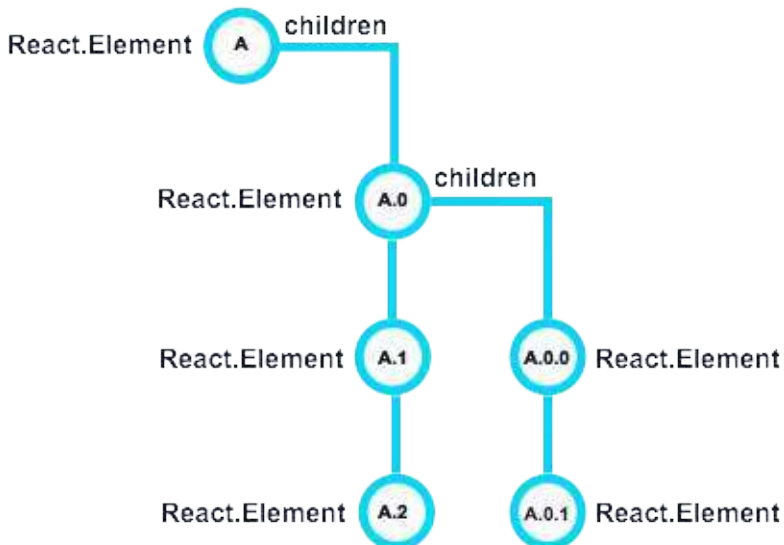 children
React.Element A
children
React.Element A.0
React.Element A.1 A.0.0 React.Element
React.Element A.2 A.0.1 React.Element